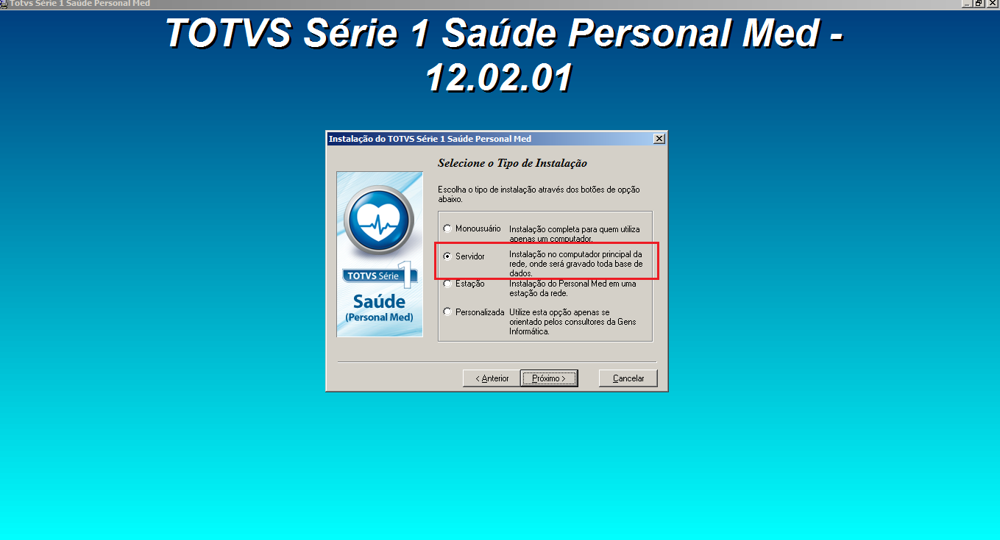 Totvs Série 1 Saúde Personal Med
TOTVS Série 1 Saúde Personal Med -
12.02.01
Instalação do TOTVS Série 1 Saúde Personal Med
Selecione o Tipo de Instalação
Escolha o tipo de instalação através dos botões de opção
abaixo.
Monousuário
Instalação completa para quem utiliza
apenas um computador.
Servidor
Instalação no computador principal da
rede, onde será gravado toda base de
dados.
Estação
Instalação do Personal Med em uma
estação da rede.
Personalizada
Utilize esta opção apenas se
orientado pelos consultores da Gens
Informática.
TOTVS Série 1
Saúde
(Personal Med)
< Anterior
Próximo >
Cancelar